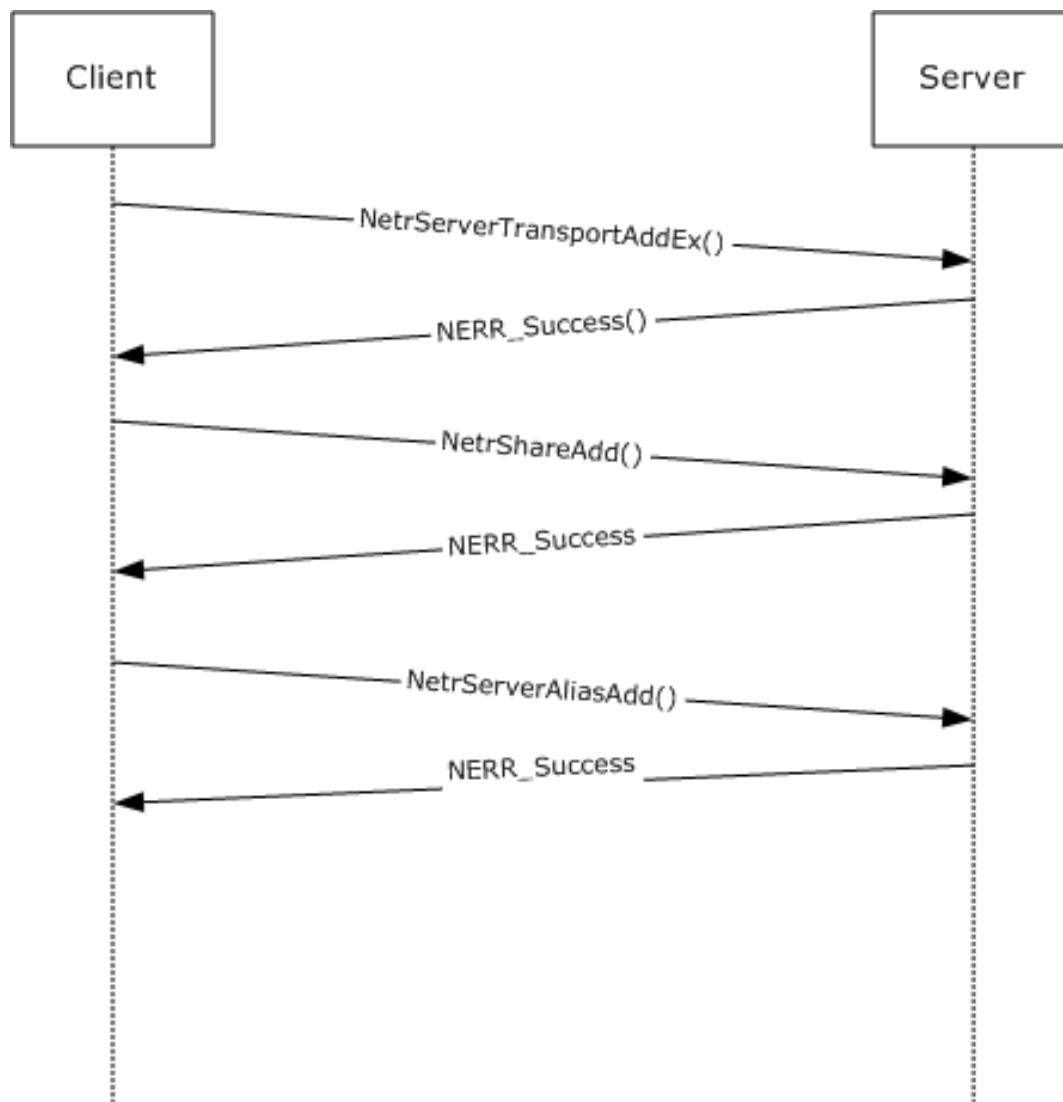 Client
Server
NetrServerTransportAddEx()
NERR_Success()
NetrShareAdd()
NERR_Success
NetrServerAliasAdd()
NERR_Success